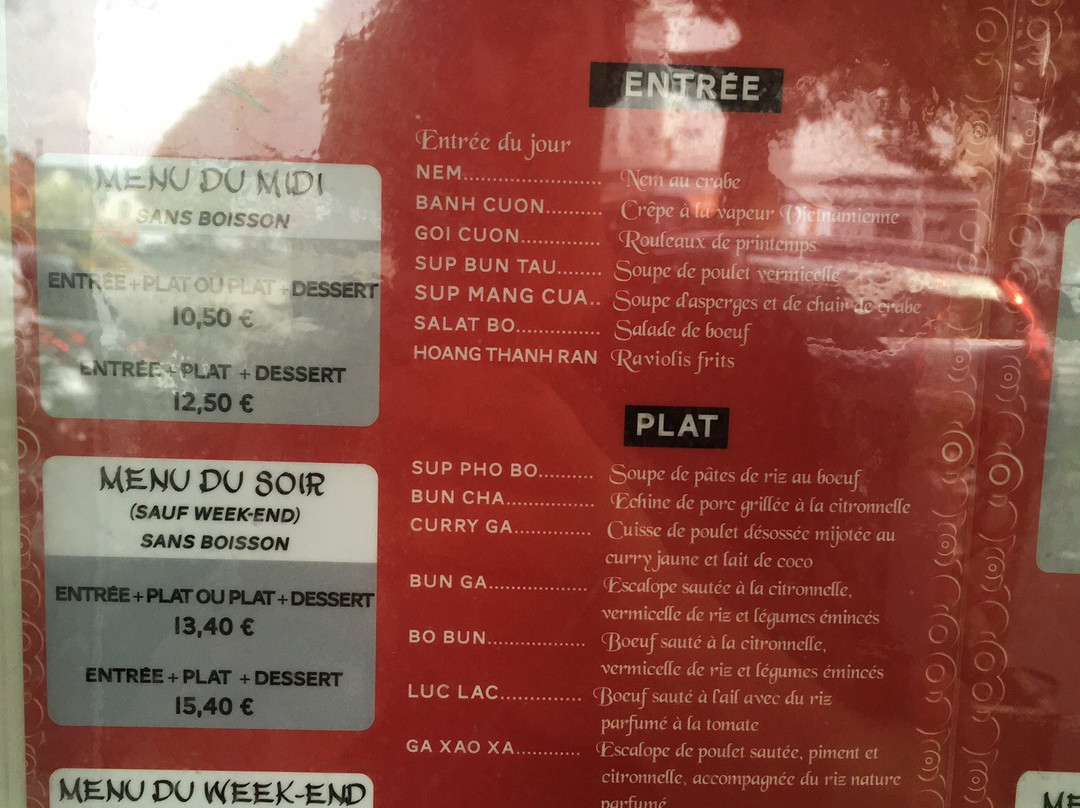 MENU DU MIDI
SANS BOISSON
ENTRÉE + PLAT OU PLAT + DESSERT
10,50 €
ENTRÉE + PLAT + DESSERT
12,50 €
MENU DU SOIR
(SAUF WEEK-END)
SANS BOISSON
ENTRÉE + PLAT OU PLAT + DESSERT
13,40 €
ENTRÉE + PLAT + DESSERT
15,40 €
MENU DU WEEK-END
ENTRÉE
Entrée du jour
NEM....................... Nem au crabe
BANH CUON.......... Crêpe à la vapeur Vietnamienne
GOI CUON.............. Rouleaux de printemps
SUP BUN TAU........ Soupe de poulet vermicelle
SUP MANG CUA.. Soupe d'asperges et de chair de crabe
SALAT BO............... Salade de boeuf
HOANG THANH RAN Raviolis frits
PLAT
SUP PHO BO.......... Soupe de pâtes de riz au boeuf
BUN CHA............... Echine de porc grillée à la citronnelle
CURRY GA.............. Cuisse de poulet désossée mijotée au
curry jaune et lait de coco
BUN GA................. Escalope sautée à la citronnelle,
vermicelle de riz et légumes émincés
BO BUN................. Boeuf sauté à la citronnelle,
vermicelle de riz et légumes émincés
LUC LAC.............. Boeuf sauté à l'ail avec du riz
parfumé à la tomate
GA XAO XA........... Escalope de poulet sautée, piment et
citronnelle, accompagnée du riz nature
parfumé